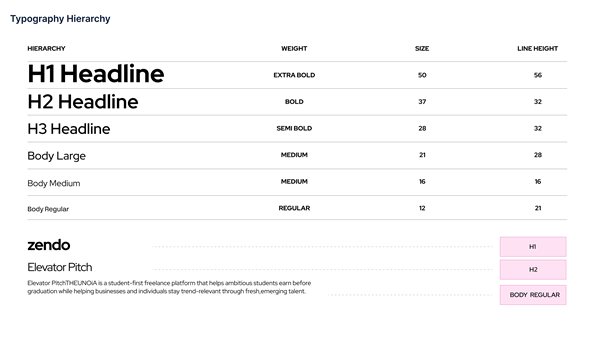 Typography Hierarchy
HIERARCHY WEIGHT SIZE LINE HEIGHT
H1 Headline EXTRA BOLD 50 56
H2 Headline BOLD 37 32
H3 Headline SEMI BOLD 28 32
Body Large MEDIUM 21 28
Body Medium MEDIUM 16 16
Body Regular REGULAR 12 21
zendo H1
Elevator Pitch H2
Elevator PitchTHEUNOiA is a student-first freelance platform that helps ambitious students earn before
graduation while helping businesses and individuals stay trend-relevant through fresh,emerging talent.
BODY REGULAR